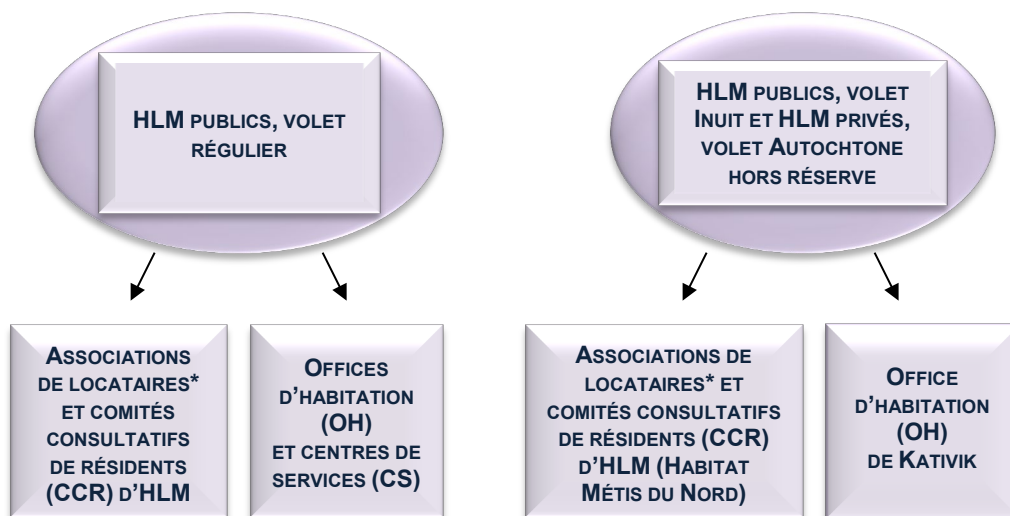 HLM PUBLICS, VOLET
RÉGULIER
HLM PUBLICS, VOLET
INUIT ET HLM PRIVÉS,
VOLET AUTOCHTONE
HORS RÉSERVE
ASSOCIATIONS
DE LOCATAIRES*
ET COMITÉS
CONSULTATIFS
DE RÉSIDENTS
(CCR) D’HLM
OFFICES
D’HABITATION
(OH)
ET CENTRES DE
SERVICES (CS)
ASSOCIATIONS DE
LOCATAIRES* ET
COMITÉS CONSULTATIFS
DE RÉSIDENTS (CCR)
D’HLM (HABITAT
MÉTIS DU NORD)
OFFICE
D’HABITATION
(OH)
DE KATIVIK